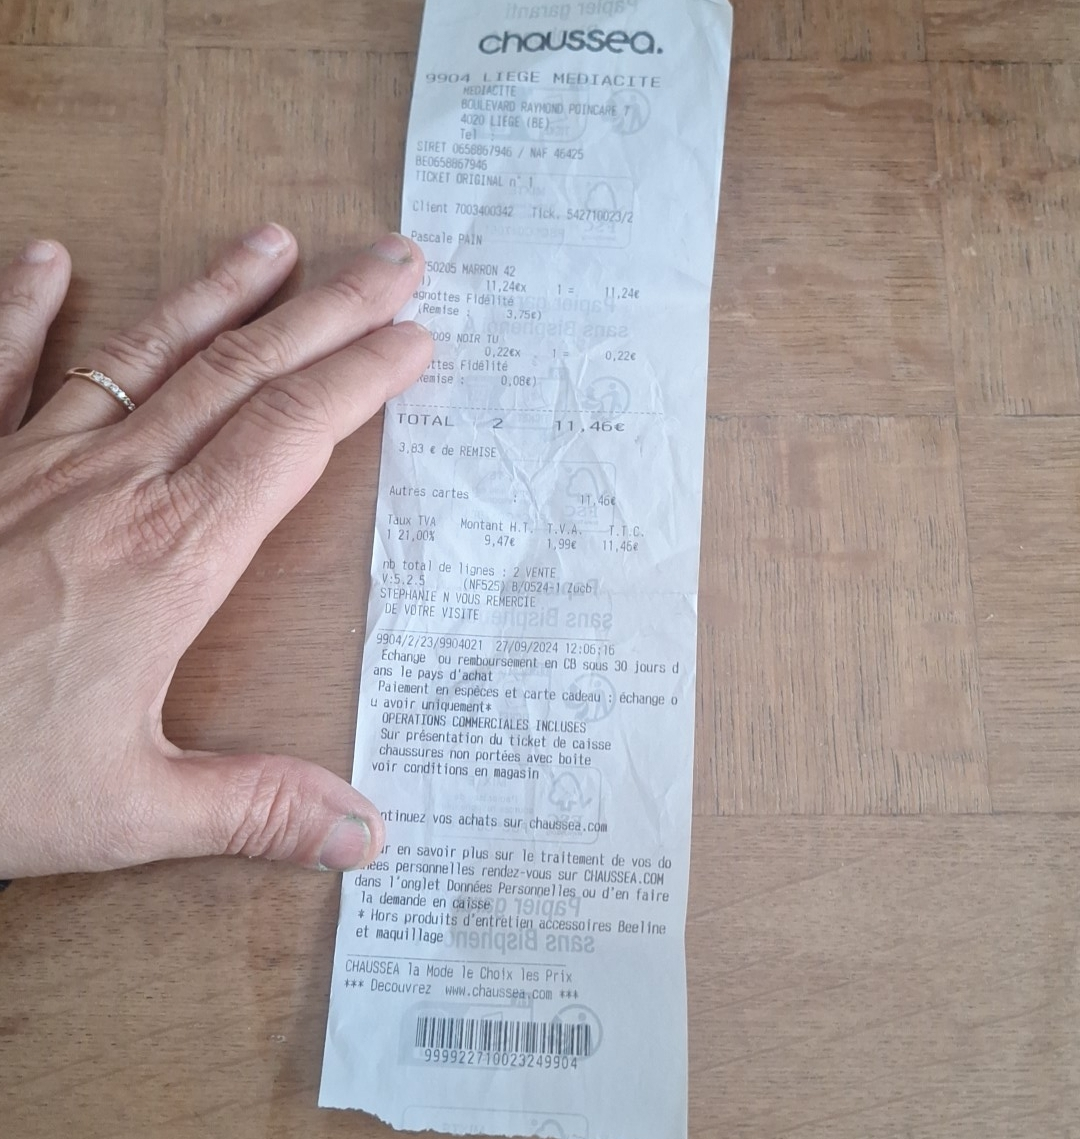 chaussea.
9904 LIEGE MEDIACITE
MEDIACITE
BOULEVARD RAYMOND POINCARE 7
4020 LIEGE (BE)
Tel :
SIRET 0658867946 / NAF 46425
BE0658867946
TICKET ORIGINAL n° 1
Client 7003400342 Tick. 542710023/2
Pascale PAIN
50205 MARRON 42
1) 11,24€x 1 = 11,24€
agnottes Fidélité
(Remise : 3,75€)
009 NOIR TU
0,22€x 1 = 0,22€
ttes Fidélité
Remise : 0,08€)
TOTAL 2 11,46€
3,83 € de REMISE
Autres cartes : 11,46€
Taux TVA Montant H.T. T.V.A. T.T.C.
1 21,00% 9,47€ 1,99€ 11,46€
nb total de lignes : 2 VENTE
V:5.2.5 (NF525) B/0524-1 Zucb
STEPHANIE N VOUS REMERCIE
DE VOTRE VISITE
9904/2/23/9904021 27/09/2024 12:06:16
Echange ou remboursement en CB sous 30 jours d
ans le pays d'achat
Paiement en espèces et carte cadeau : échange o
u avoir uniquement*
OPERATIONS COMMERCIALES INCLUSES
Sur présentation du ticket de caisse
chaussures non portées avec boite
voir conditions en magasin
ntinuez vos achats sur chaussea.com
ur en savoir plus sur le traitement de vos do
nnées personnelles rendez-vous sur CHAUSSEA.COM
dans l'onglet Données Personnelles ou d'en faire
la demande en caisse
* Hors produits d'entretien accessoires Beeline
et maquillage
CHAUSSEA la Mode le Choix les Prix
*** Decouvrez www.chaussea.com ***
999922710023249904